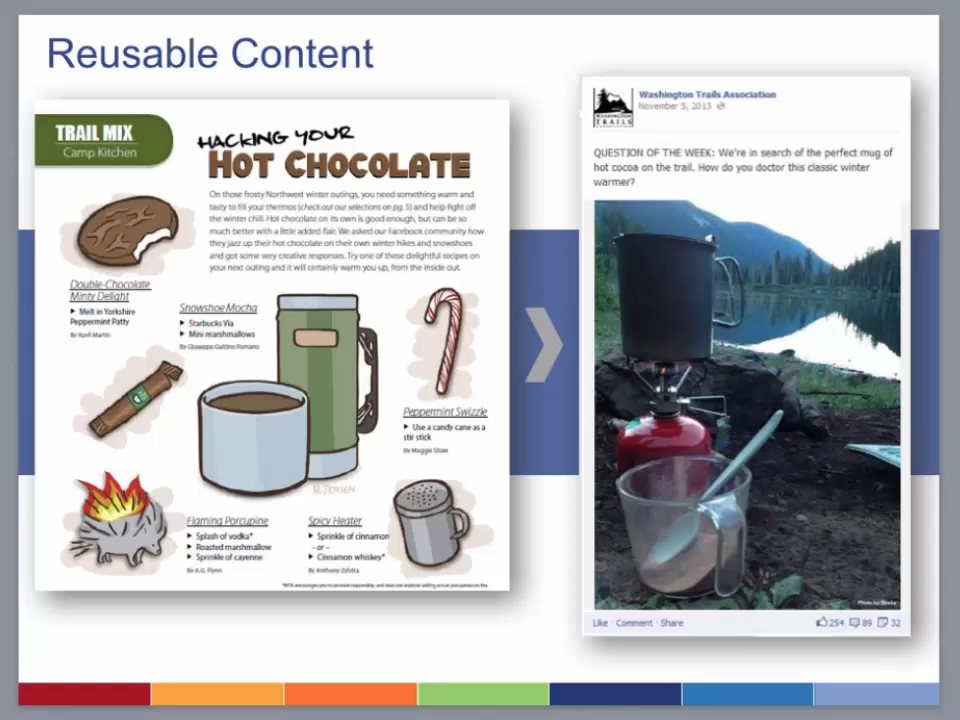 Reusable Content
TRAIL MIX
Camp Kitchen
HACKING YOUR
HOT CHOCOLATE
On those frosty Northwest winter outings, you need something warm and
tasty to fill your thermos (check out our selections on pg. 5) and help fight off
the winter chill. Hot chocolate on its own is good enough, but can be so
much better with a little added flair. We asked our Facebook community how
they jazz up their hot chocolate on their own winter hikes and snowshoes
and got some very creative responses. Try one of these delightful recipes on
your next outing and it will certainly warm you up, from the inside out.
Double-Chocolate
Minty Delight
Melt in Yorkshire
Peppermint Patty
By April Martin
Snowshoe Mocha
Starbucks Via
Mini marshmallows
By Giuseppe Gattino Romano
Peppermint Swizzle
Use a candy cane as a
stir stick
By Maggie Shaw
R. JENSEN
Flaming Porcupine
Splash of vodka*
Roasted marshmallow
Sprinkle of cayenne
By A.G. Flynn
Spicy Heater
Sprinkle of cinnamon
-or-
Cinnamon whiskey*
By Anthony Zylstra
Washington Trails Association
November 5, 2013
WASHINGTON
TRAILS
QUESTION OF THE WEEK: We're in search of the perfect mug of
hot cocoa on the trail. How do you doctor this classic winter
warmer?
Photo by
Like · Comment · Share
254 89 32